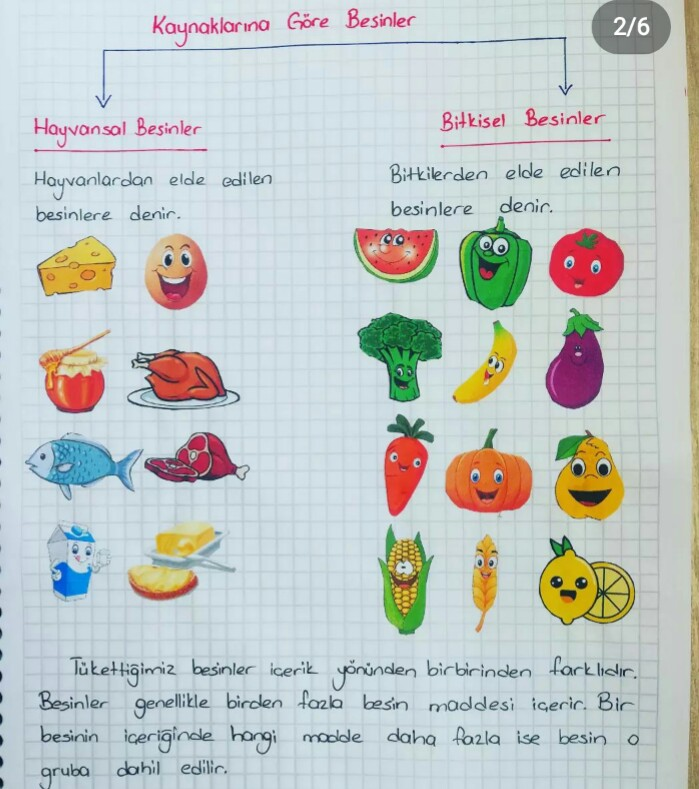 Kaynaklarına Göre Besinler
2/6
Hayvansal Besinler
Hayvanlardan elde edilen
besinlere denir.
Bitkisel Besinler
Bitkilerden elde edilen
besinlere denir.
Tükettiğimiz besinler içerik yönünden birbirinden farklıdır.
Besinler genellikle birden fazla besin maddesi içerir. Bir
besinin içeriğinde hangi madde daha fazla ise besin o
gruba dahil edilir.